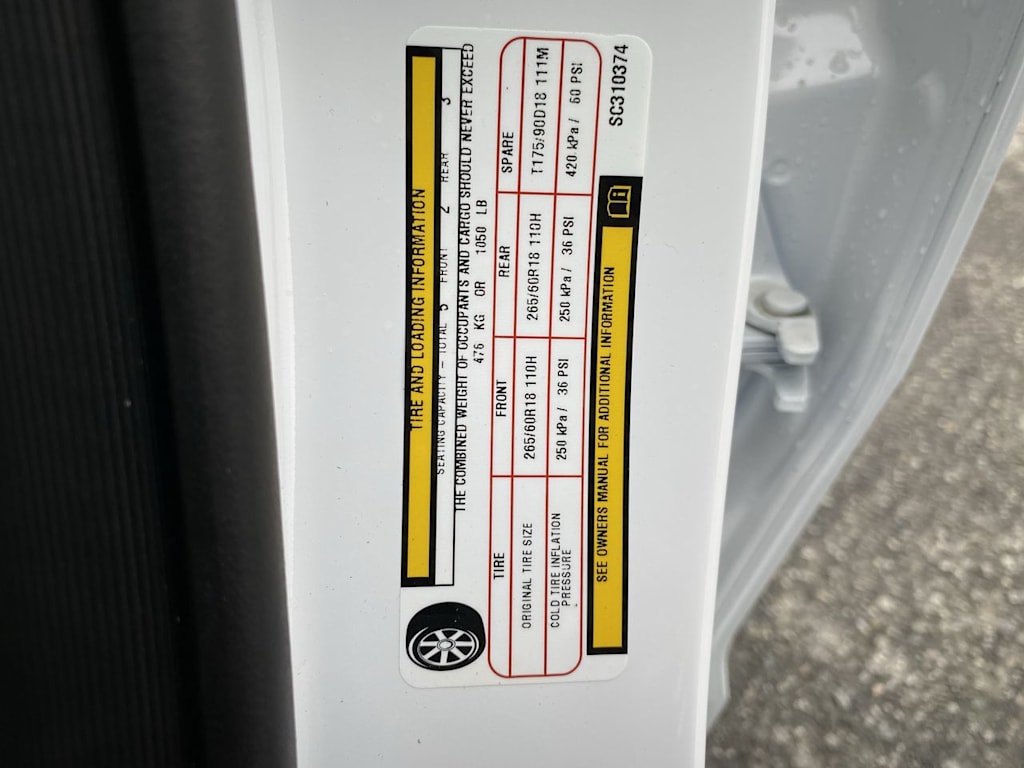 TIRE AND LOADING INFORMATION
SEATING CAPACITY – TOTAL 5 FRONT 2 REAR 3
THE COMBINED WEIGHT OF OCCUPANTS AND CARGO SHOULD NEVER EXCEED
476 KG OR 1050 LB
TIRE FRONT REAR SPARE
ORIGINAL TIRE SIZE 265/60R18 110H 265/60R18 110H T175/90D18 111M
COLD TIRE INFLATION PRESSURE 250 kPa / 36 PSI 250 kPa / 36 PSI 420 kPa / 60 PSI
SEE OWNERS MANUAL FOR ADDITIONAL INFORMATION
SC310374